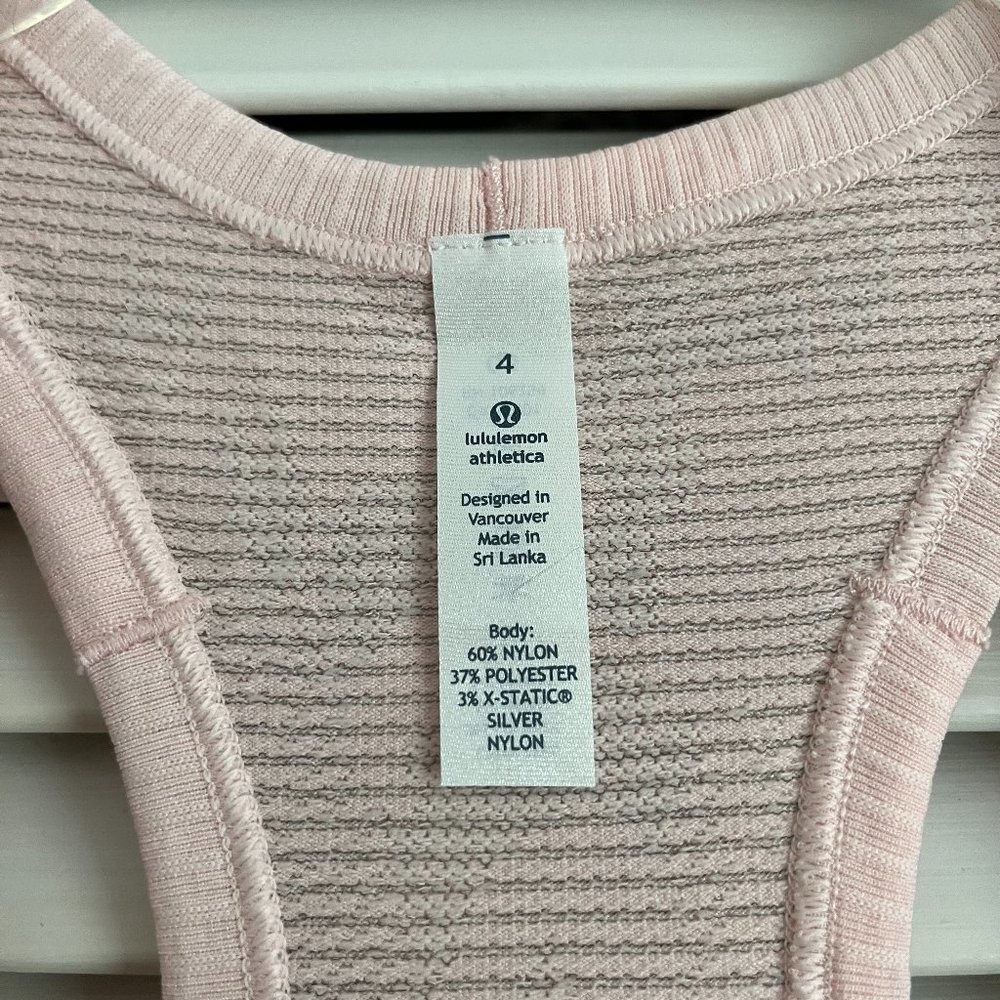 4
lululemon
athletica
Designed in
Vancouver
Made in
Sri Lanka
Body:
60% NYLON
37% POLYESTER
3% X-STATIC®
SILVER
NYLON